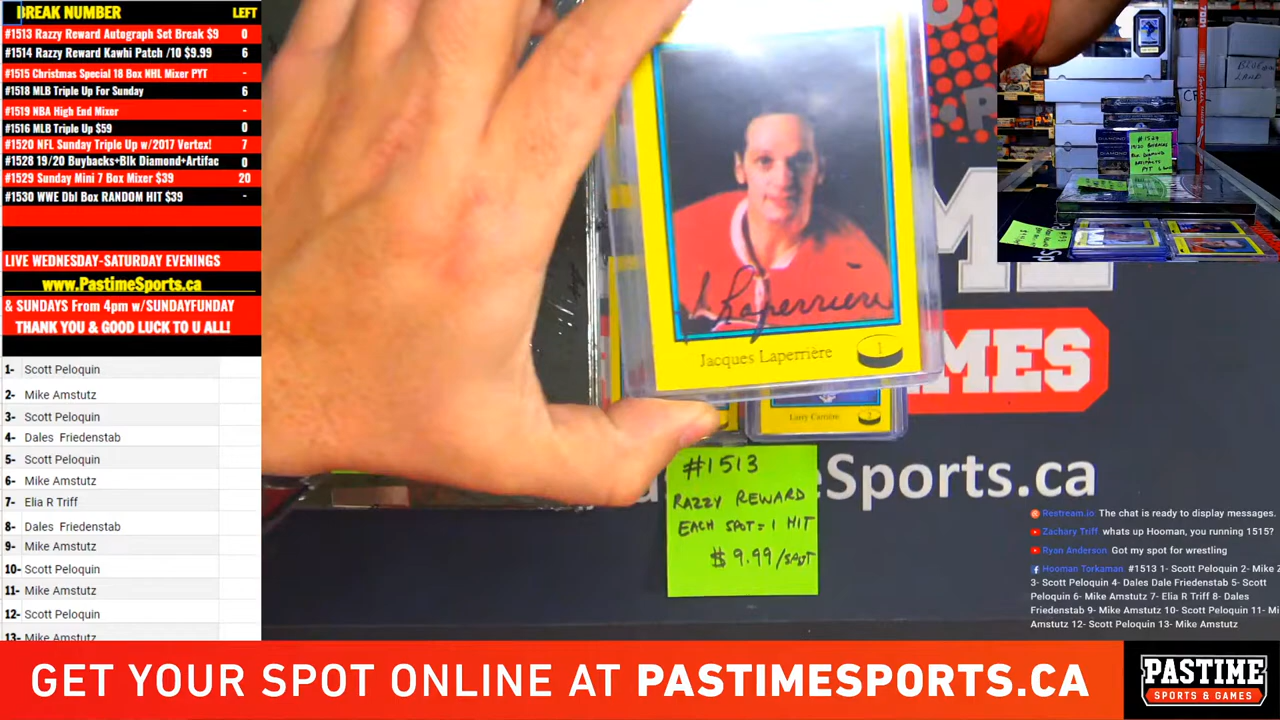 BREAK NUMBER LEFT
#1513 Razzy Reward Autograph Set Break $9 0
#1514 Razzy Reward Kawhi Patch /10 $9.99 6
#1515 Christmas Special 18 Box NHL Mixer PYT -
#1518 MLB Triple Up For Sunday 6
#1519 NBA High End Mixer -
#1516 MLB Triple Up $59 0
#1520 NFL Sunday Triple Up w/2017 Vertex! 7
#1528 19/20 Buybacks+Blk Diamond+Artifac 0
#1529 Sunday Mini 7 Box Mixer $39 20
#1530 WWE Dbl Box RANDOM HIT $39 -
LIVE WEDNESDAY-SATURDAY EVENINGS
www.PastimeSports.ca
& SUNDAYS From 4pm w/SUNDAYFUNDAY
THANK YOU & GOOD LUCK TO U ALL!
1- Scott Peloquin
2- Mike Amstutz
3- Scott Peloquin
4- Dales Friedenstab
5- Scott Peloquin
6- Mike Amstutz
7- Elia R Triff
8- Dales Friedenstab
9- Mike Amstutz
10- Scott Peloquin
11- Mike Amstutz
12- Scott Peloquin
13- Mike Amstutz
Laperrière
Jacques Laperrière 1
Larry Carriere 2
MES
eSports.ca
#1513
RAZZY REWARD
EACH SPOT = 1 HIT
$9.99/SPOT
#1529
Restream.io The chat is ready to display messages.
Zachary Triff whats up Hooman, you running 1515?
Ryan Anderson Got my spot for wrestling
Hooman Torkaman #1513 1- Scott Peloquin 2- Mike
3- Scott Peloquin 4- Dales Dale Friedenstab 5- Scott
Peloquin 6- Mike Amstutz 7- Elia R Triff 8- Dales
Friedenstab 9- Mike Amstutz 10- Scott Peloquin 11- Mi
Amstutz 12- Scott Peloquin 13- Mike Amstutz
GET YOUR SPOT ONLINE AT PASTIMESPORTS.CA
PASTIME
SPORTS & GAMES